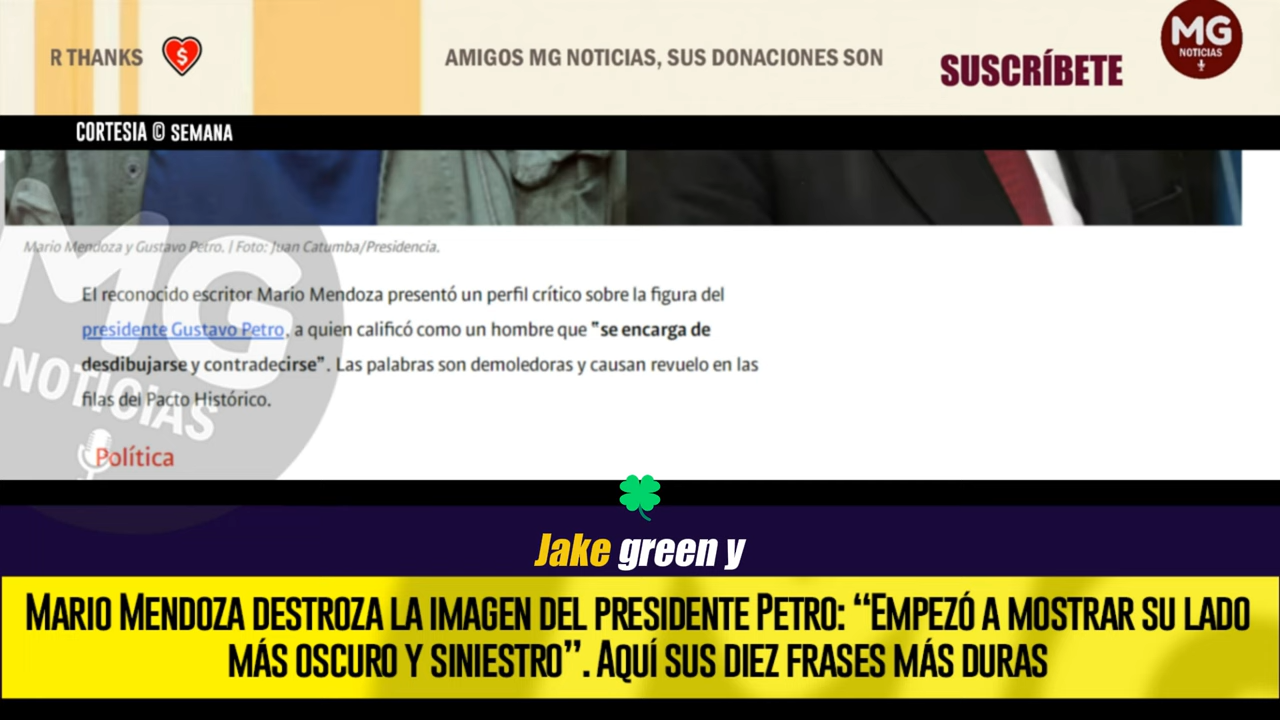 R THANKS
AMIGOS MG NOTICIAS, SUS DONACIONES SON
SUSCRÍBETE
MG
NOTICIAS
CORTESIA © SEMANA
Mario Mendoza y Gustavo Petro. | Foto: Juan Catumba/Presidencia.
El reconocido escritor Mario Mendoza presentó un perfil crítico sobre la figura del
presidente Gustavo Petro, a quien calificó como un hombre que "se encarga de
desdibujarse y contradecirse". Las palabras son demoledoras y causan revuelo en las
filas del Pacto Histórico.
MG
NOTICIAS
Política
Jake green y
MARIO MENDOZA DESTROZA LA IMAGEN DEL PRESIDENTE PETRO: “EMPEZÓ A MOSTRAR SU LADO
MÁS OSCURO Y SINIESTRO”. AQUÍ SUS DIEZ FRASES MÁS DURAS